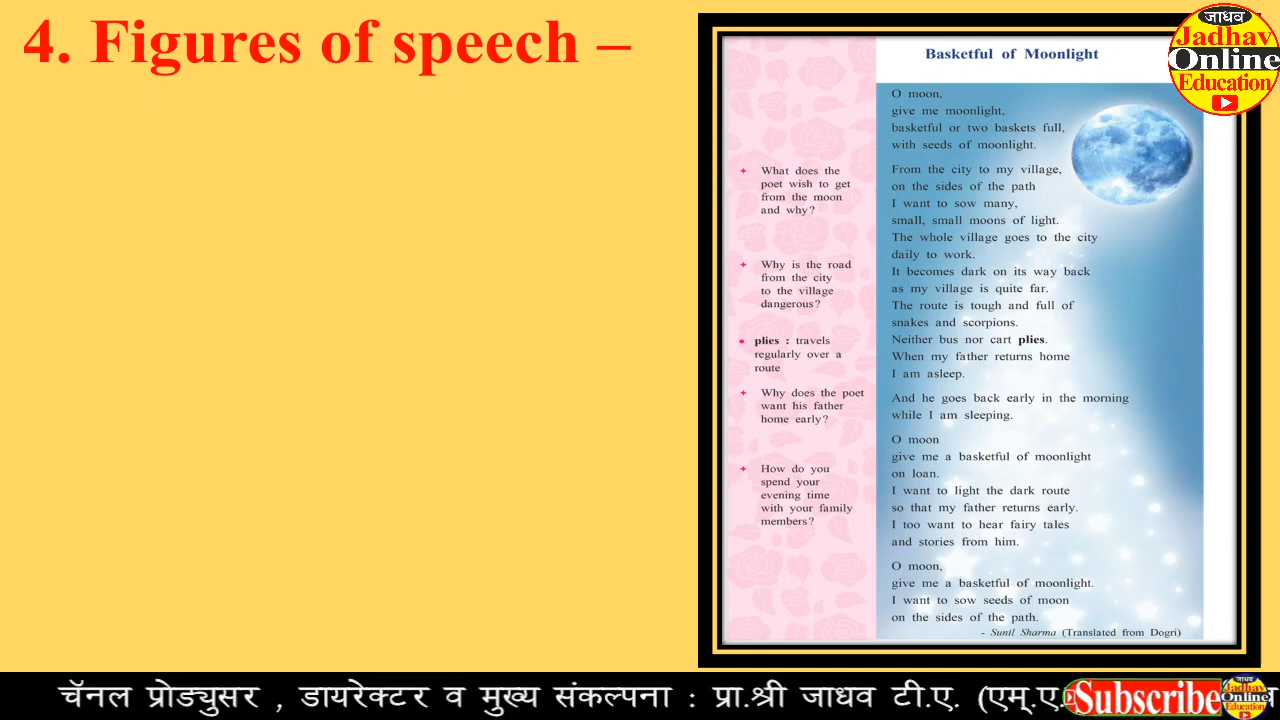 4. Figures of speech –
Basketful of Moonlight
O moon,
give me moonlight,
basketful or two baskets full,
with seeds of moonlight.
From the city to my village,
on the sides of the path
I want to sow many,
small, small moons of light.
The whole village goes to the city
daily to work.
It becomes dark on its way back
as my village is quite far.
The route is tough and full of
snakes and scorpions.
Neither bus nor cart plies.
When my father returns home
I am asleep.
And he goes back early in the morning
while I am sleeping.
O moon
give me a basketful of moonlight
on loan.
I want to light the dark route
so that my father returns early.
I too want to hear fairy tales
and stories from him.
O moon,
give me a basketful of moonlight.
I want to sow seeds of moon
on the sides of the path.
- Sunil Sharma (Translated from Dogri)
✦ What does the
poet wish to get
from the moon
and why?
✦ Why is the road
from the city
to the village
dangerous?
• plies : travels
regularly over a
route
✦ Why does the poet
want his father
home early?
✦ How do you
spend your
evening time
with your family
members?
जाधव
Jadhav
Online
Education
चॅनल प्रोड्युसर , डायरेक्टर व मुख्य संकल्पना : प्रा.श्री जाधव टी.ए. (एम्.ए.
Subscribe
जाधव
Jadhav
Online
Education